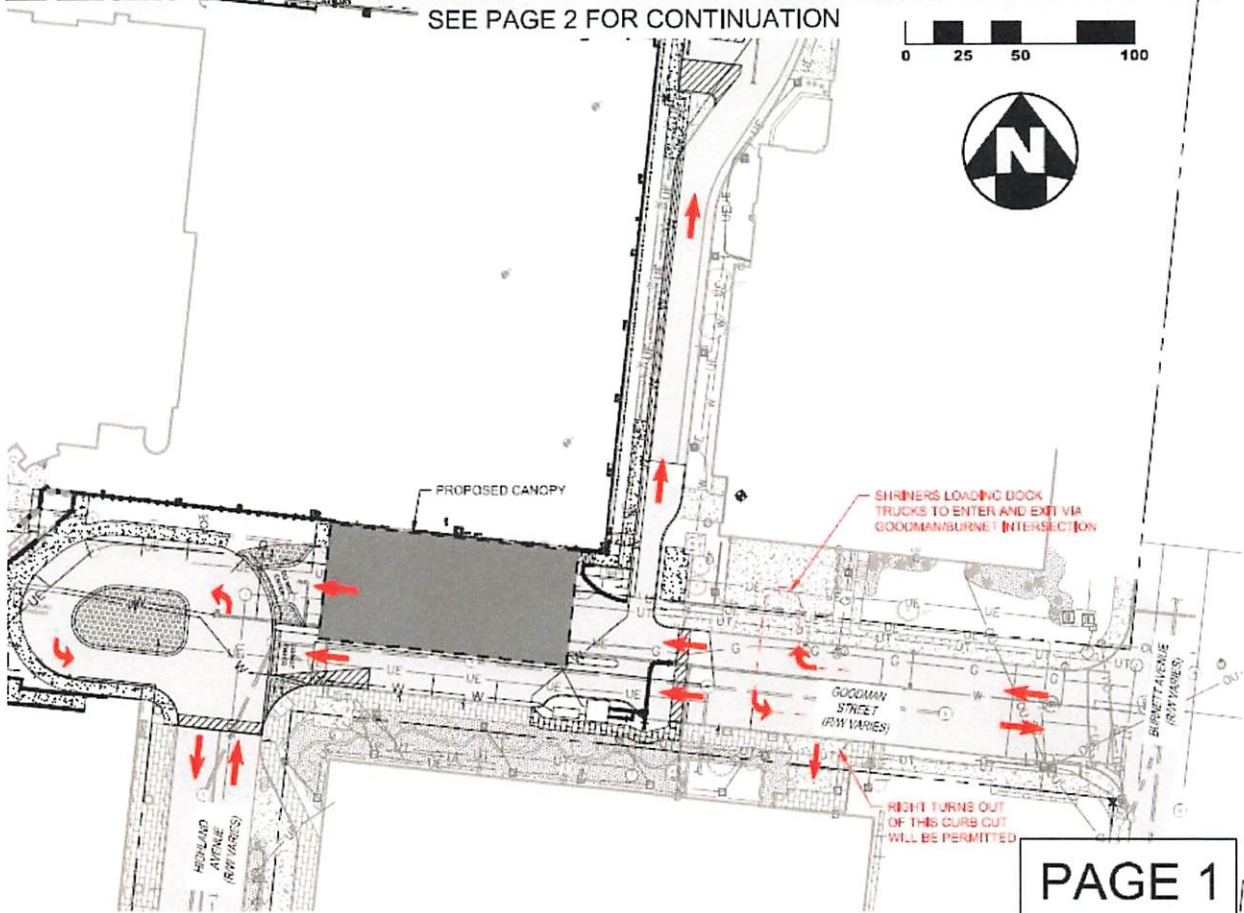 SEE PAGE 2 FOR CONTINUATION
0 25 50 100
N
PROPOSED CANOPY
SHRINERS LOADING DOCK
TRUCKS TO ENTER AND EXIT VIA
GOODMAN/BURNET INTERSECTION
GOODMAN
STREET
(R/W VARIES)
BURNETT AVENUE
(R/W VARIES)
HIGHLAND
AVENUE
(R/W VARIES)
RIGHT TURNS OUT
OF THIS CURB CUT
WILL BE PERMITTED
PAGE 1